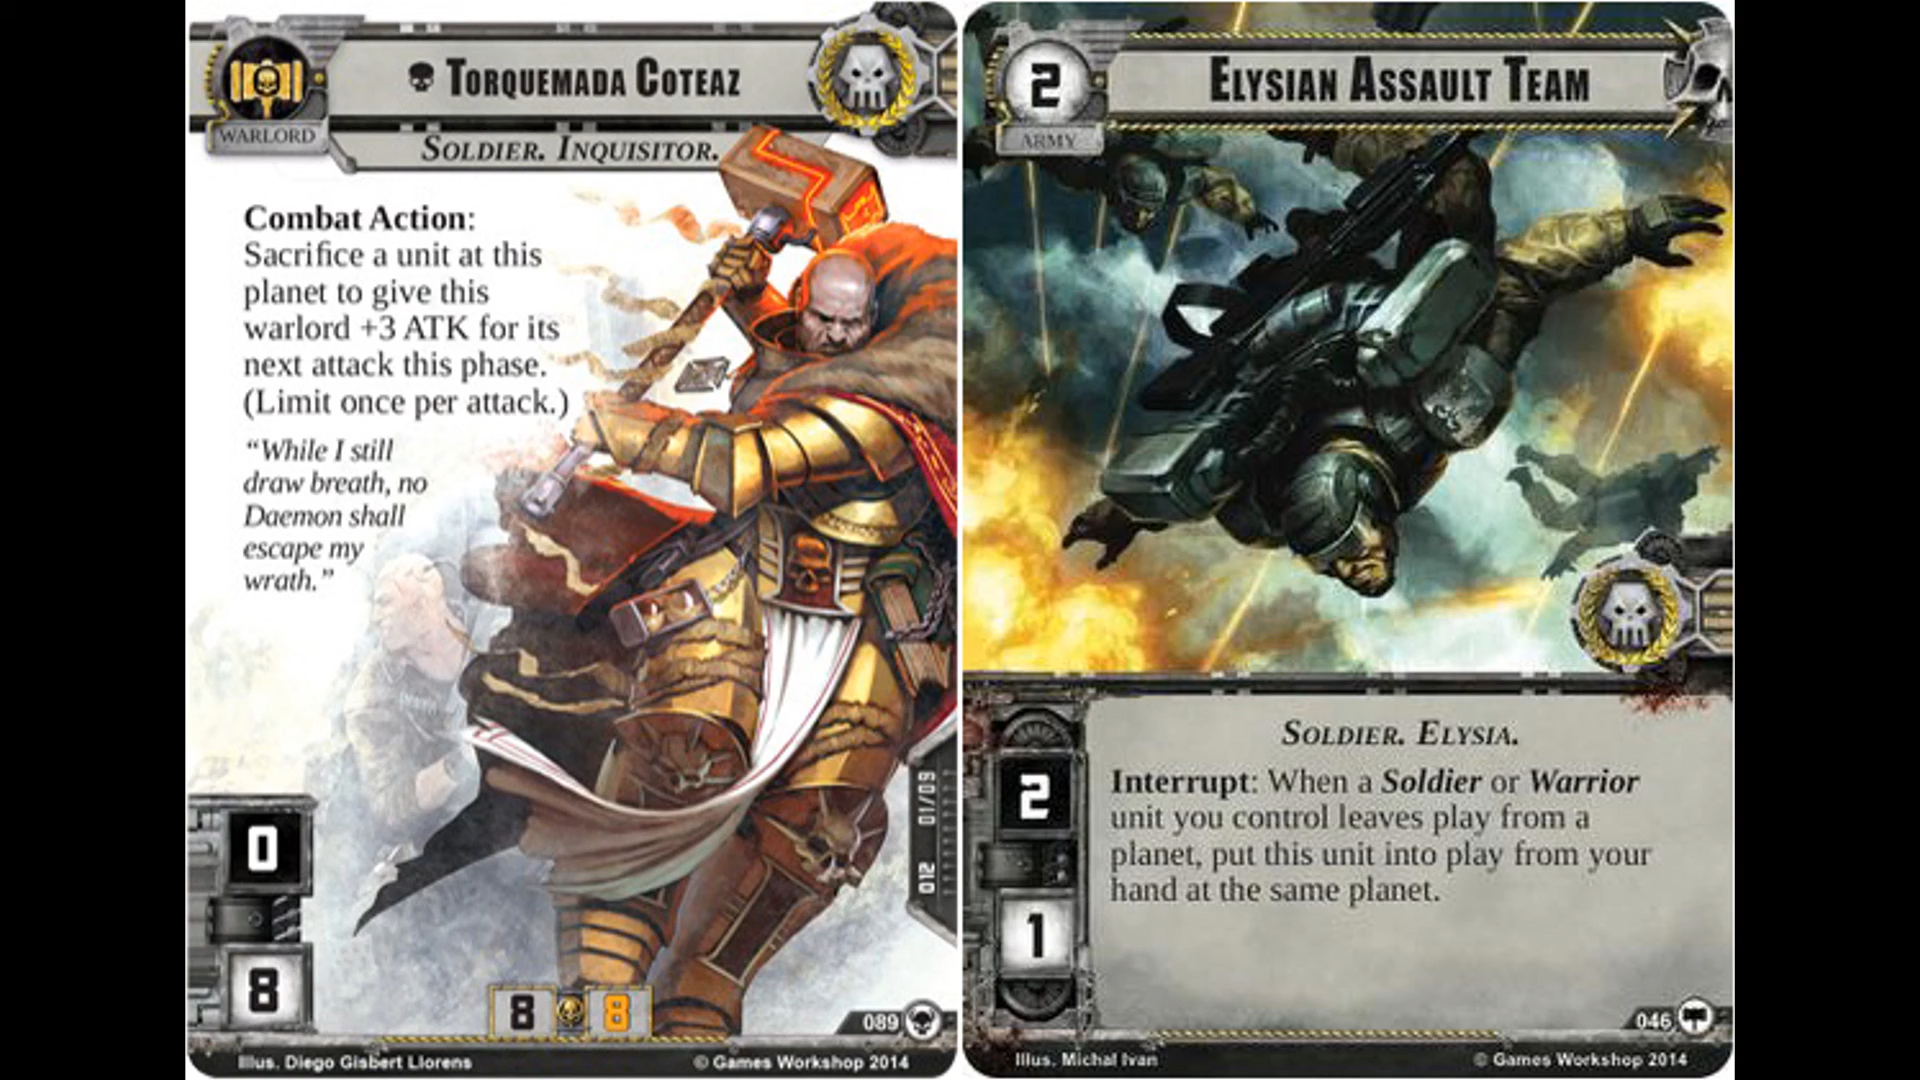 TORQUEMADA COTEAZ
WARLORD
SOLDIER. INQUISITOR.
Combat Action:
Sacrifice a unit at this
planet to give this
warlord +3 ATK for its
next attack this phase.
(Limit once per attack.)
“While I still
draw breath, no
Daemon shall
escape my
wrath.”
01/09
012
0
8
8 8
089
Illus. Diego Gisbert Llorens © Games Workshop 2014
2
ELYSIAN ASSAULT TEAM
ARMY
SOLDIER. ELYSIA.
2
Interrupt: When a Soldier or Warrior
unit you control leaves play from a
planet, put this unit into play from your
hand at the same planet.
1
046
Illus. Michal Ivan © Games Workshop 2014